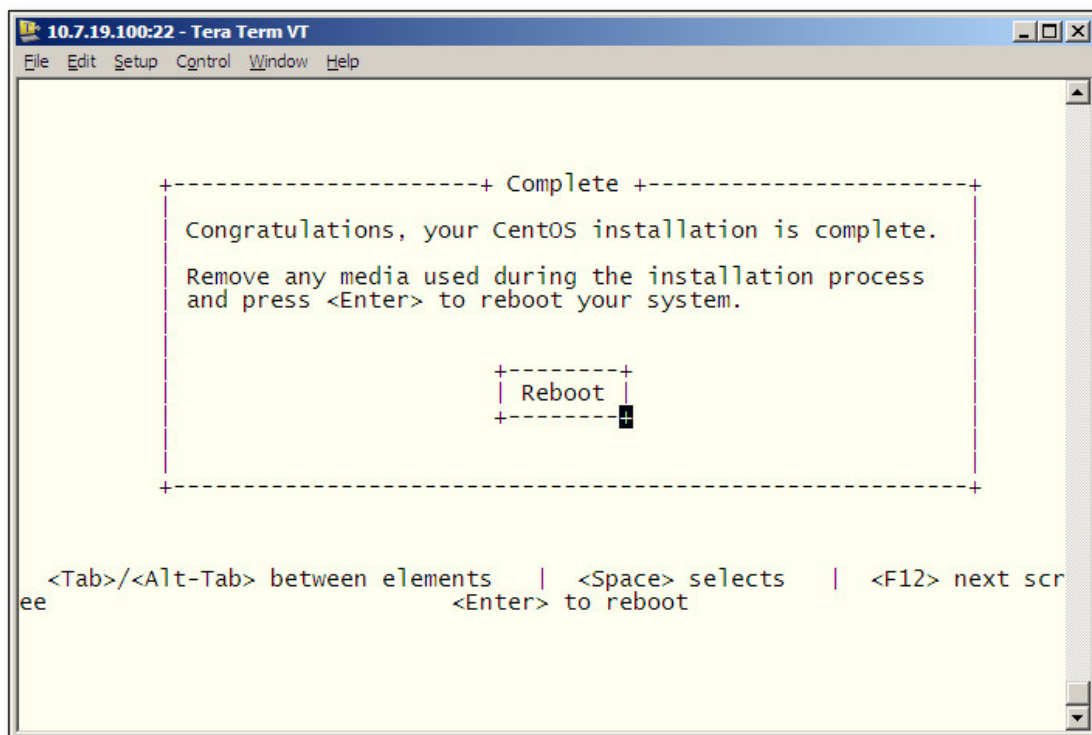 10.7.19.100:22 - Tera Term VT
File Edit Setup Control Window Help
+----------------------+ Complete +-----------------------+
Congratulations, your CentOS installation is complete.
Remove any media used during the installation process
and press <Enter> to reboot your system.
+--------+
| Reboot |
+--------+
+---------------------------------------------------------+
<Tab>/<Alt-Tab> between elements | <Space> selects | <F12> next scr
ee <Enter> to reboot